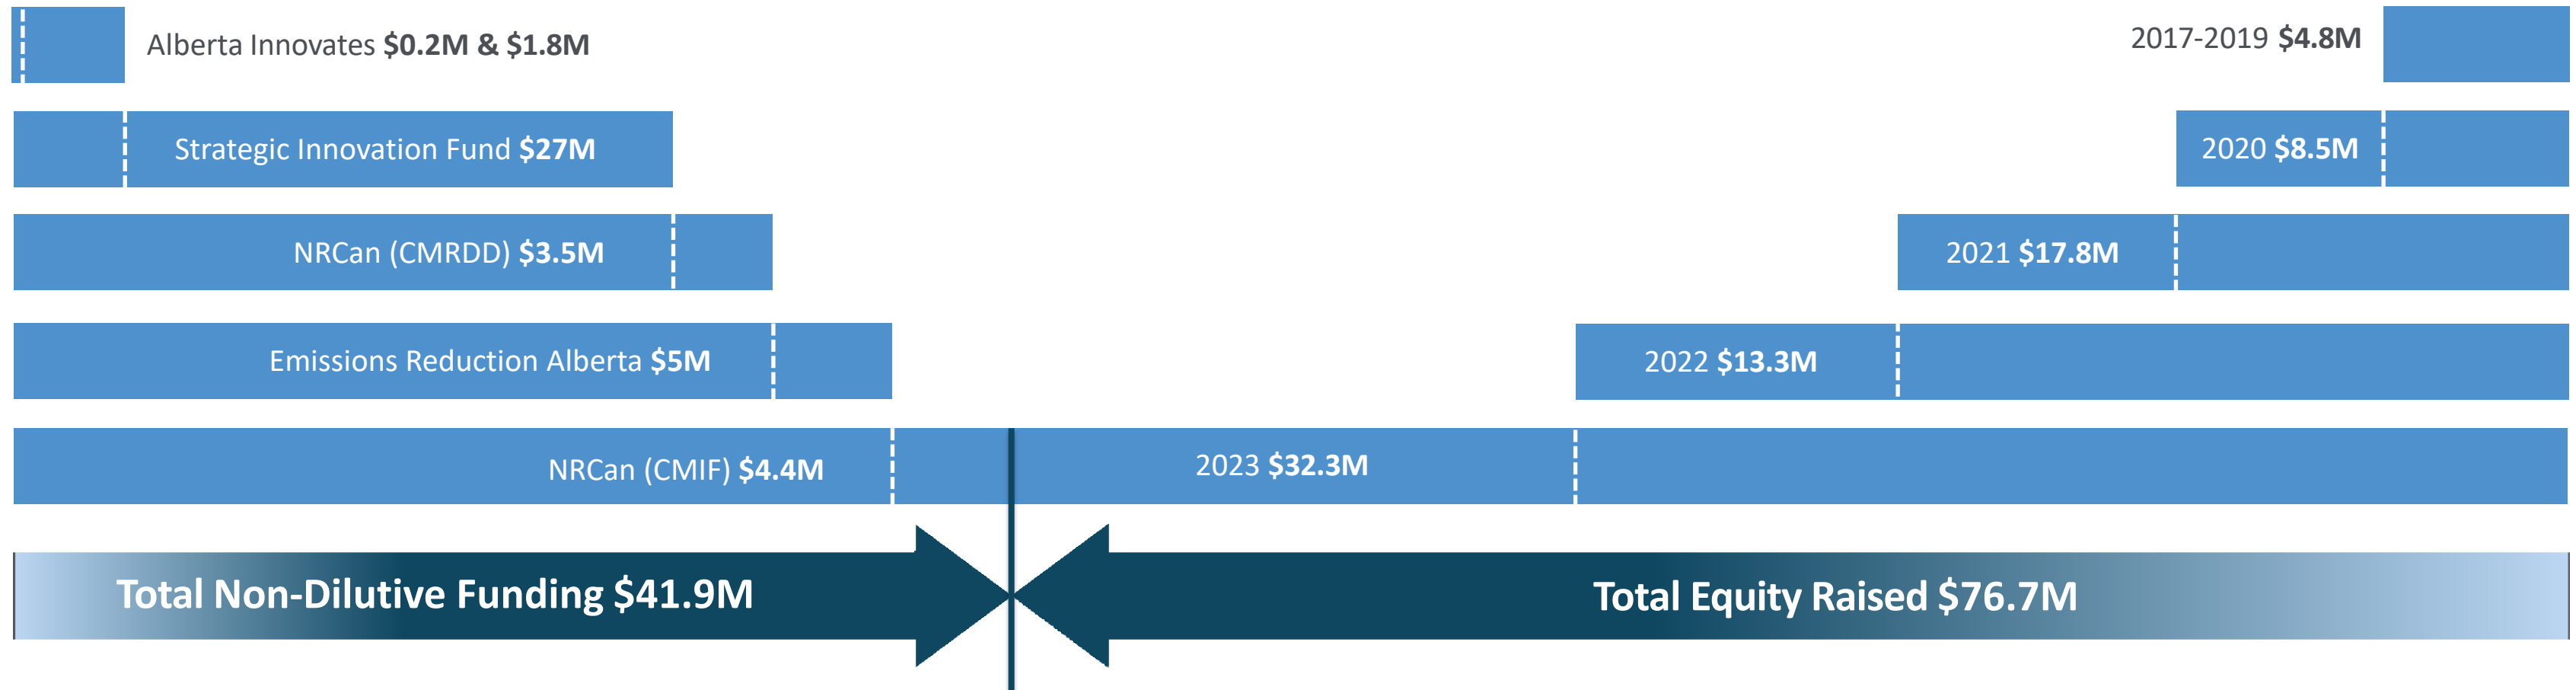 Alberta Innovates $0.2M & $1.8M
2017-2019 $4.8M
Strategic Innovation Fund $27M
2020 $8.5M
NRCan (CMRDD) $3.5M
2021 $17.8M
Emissions Reduction Alberta $5M
2022 $13.3M
NRCan (CMIF) $4.4M
2023 $32.3M
Total Non-Dilutive Funding $41.9M
Total Equity Raised $76.7M